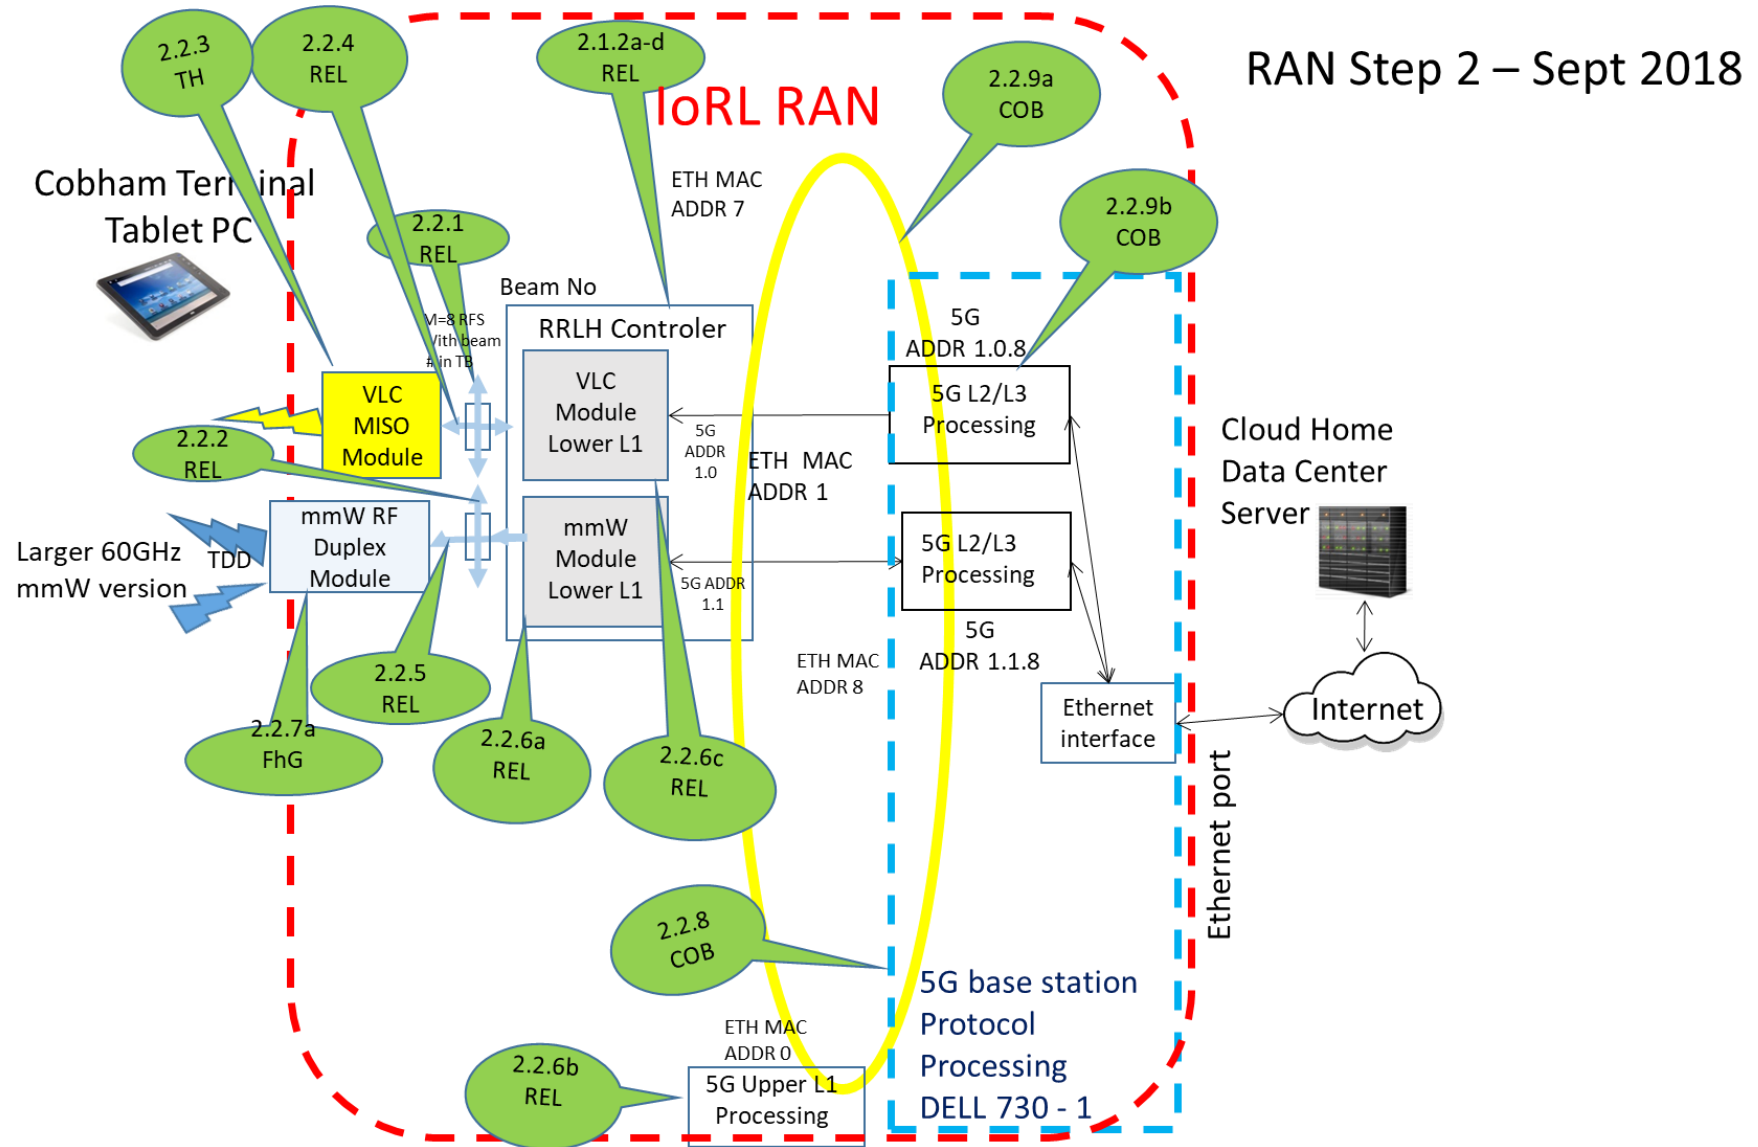 RAN Step 2 – Sept 2018
IoRL RAN
2.2.3
TH
2.2.4
REL
2.1.2a-d
REL
2.2.9a
COB
2.2.9b
COB
Cobham Terminal
Tablet PC
2.2.1
REL
ETH MAC
ADDR 7
Beam No
M=8 RFS
With beam
# in TB
RRLH Controler
VLC
MISO
Module
VLC
Module
Lower L1
5G
ADDR
1.0
ETH MAC
ADDR 1
5G
ADDR 1.0.8
5G L2/L3
Processing
Cloud Home
Data Center
Server
2.2.2
REL
Larger 60GHz
mmW version
TDD
mmW RF
Duplex
Module
mmW
Module
Lower L1
5G ADDR
1.1
5G L2/L3
Processing
5G
ADDR 1.1.8
ETH MAC
ADDR 8
2.2.5
REL
2.2.7a
FhG
2.2.6a
REL
2.2.6c
REL
Ethernet
interface
Internet
Ethernet port
2.2.8
COB
5G base station
Protocol
Processing
DELL 730 - 1
ETH MAC
ADDR 0
2.2.6b
REL
5G Upper L1
Processing